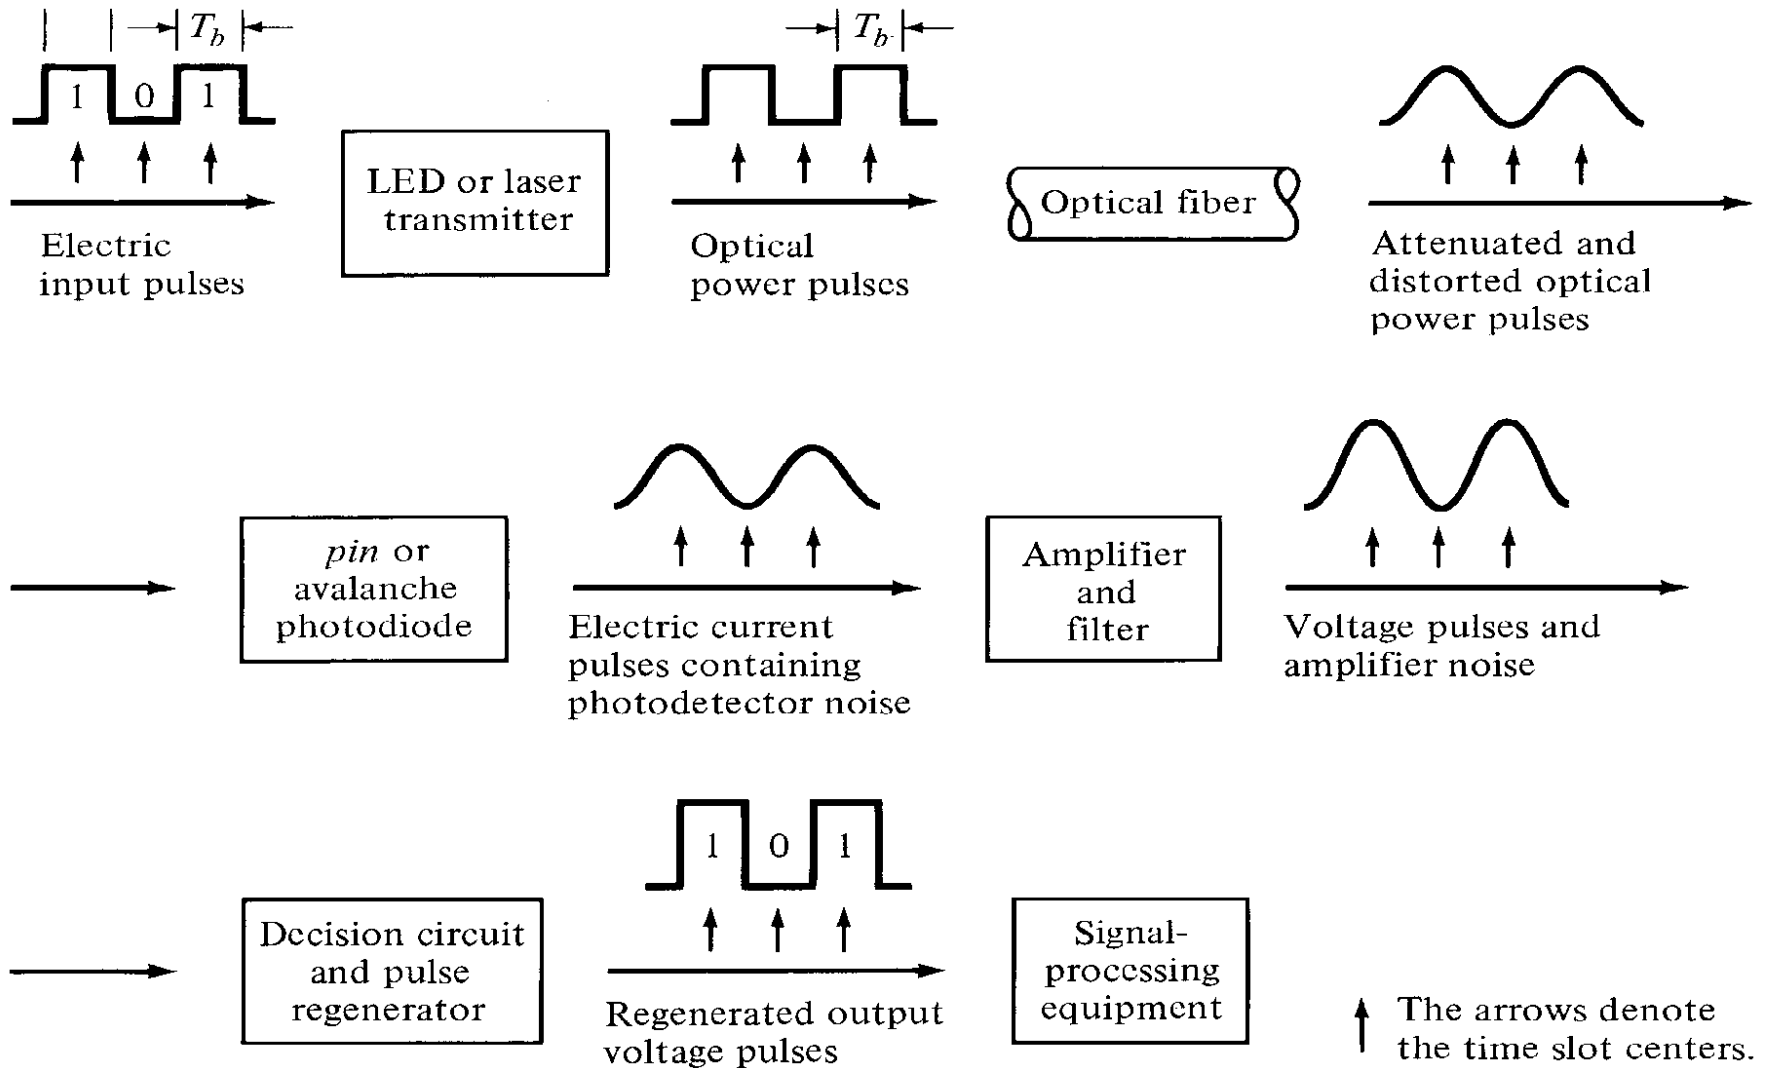 T_b
T_b
1 0 1
LED or laser
transmitter
Optical fiber
Electric
input pulses
Optical
power pulses
Attenuated and
distorted optical
power pulses
pin or
avalanche
photodiode
Electric current
pulses containing
photodetector noise
Amplifier
and
filter
Voltage pulses and
amplifier noise
1 0 1
Decision circuit
and pulse
regenerator
Regenerated output
voltage pulses
Signal-
processing
equipment
The arrows denote
the time slot centers.